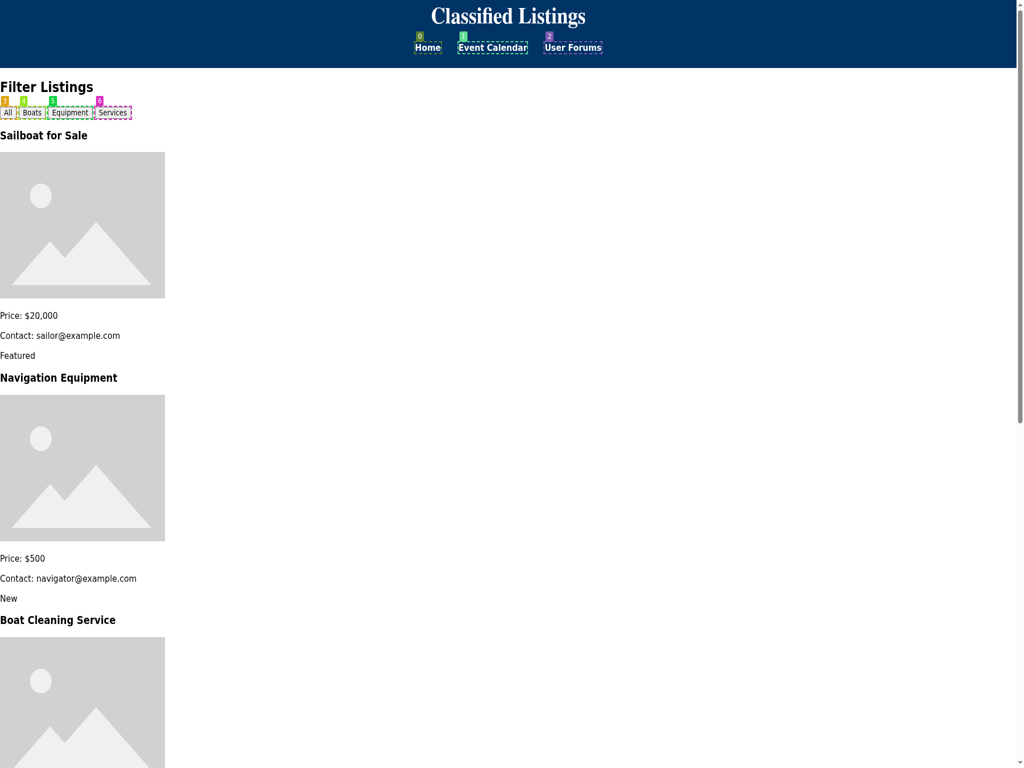 Classified Listings
0 1 2
Home Event Calendar User Forums
Filter Listings
3 4 5 6
All Boats Equipment Services
Sailboat for Sale
Price: $20,000
Contact: sailor@example.com
Featured
Navigation Equipment
Price: $500
Contact: navigator@example.com
New
Boat Cleaning Service